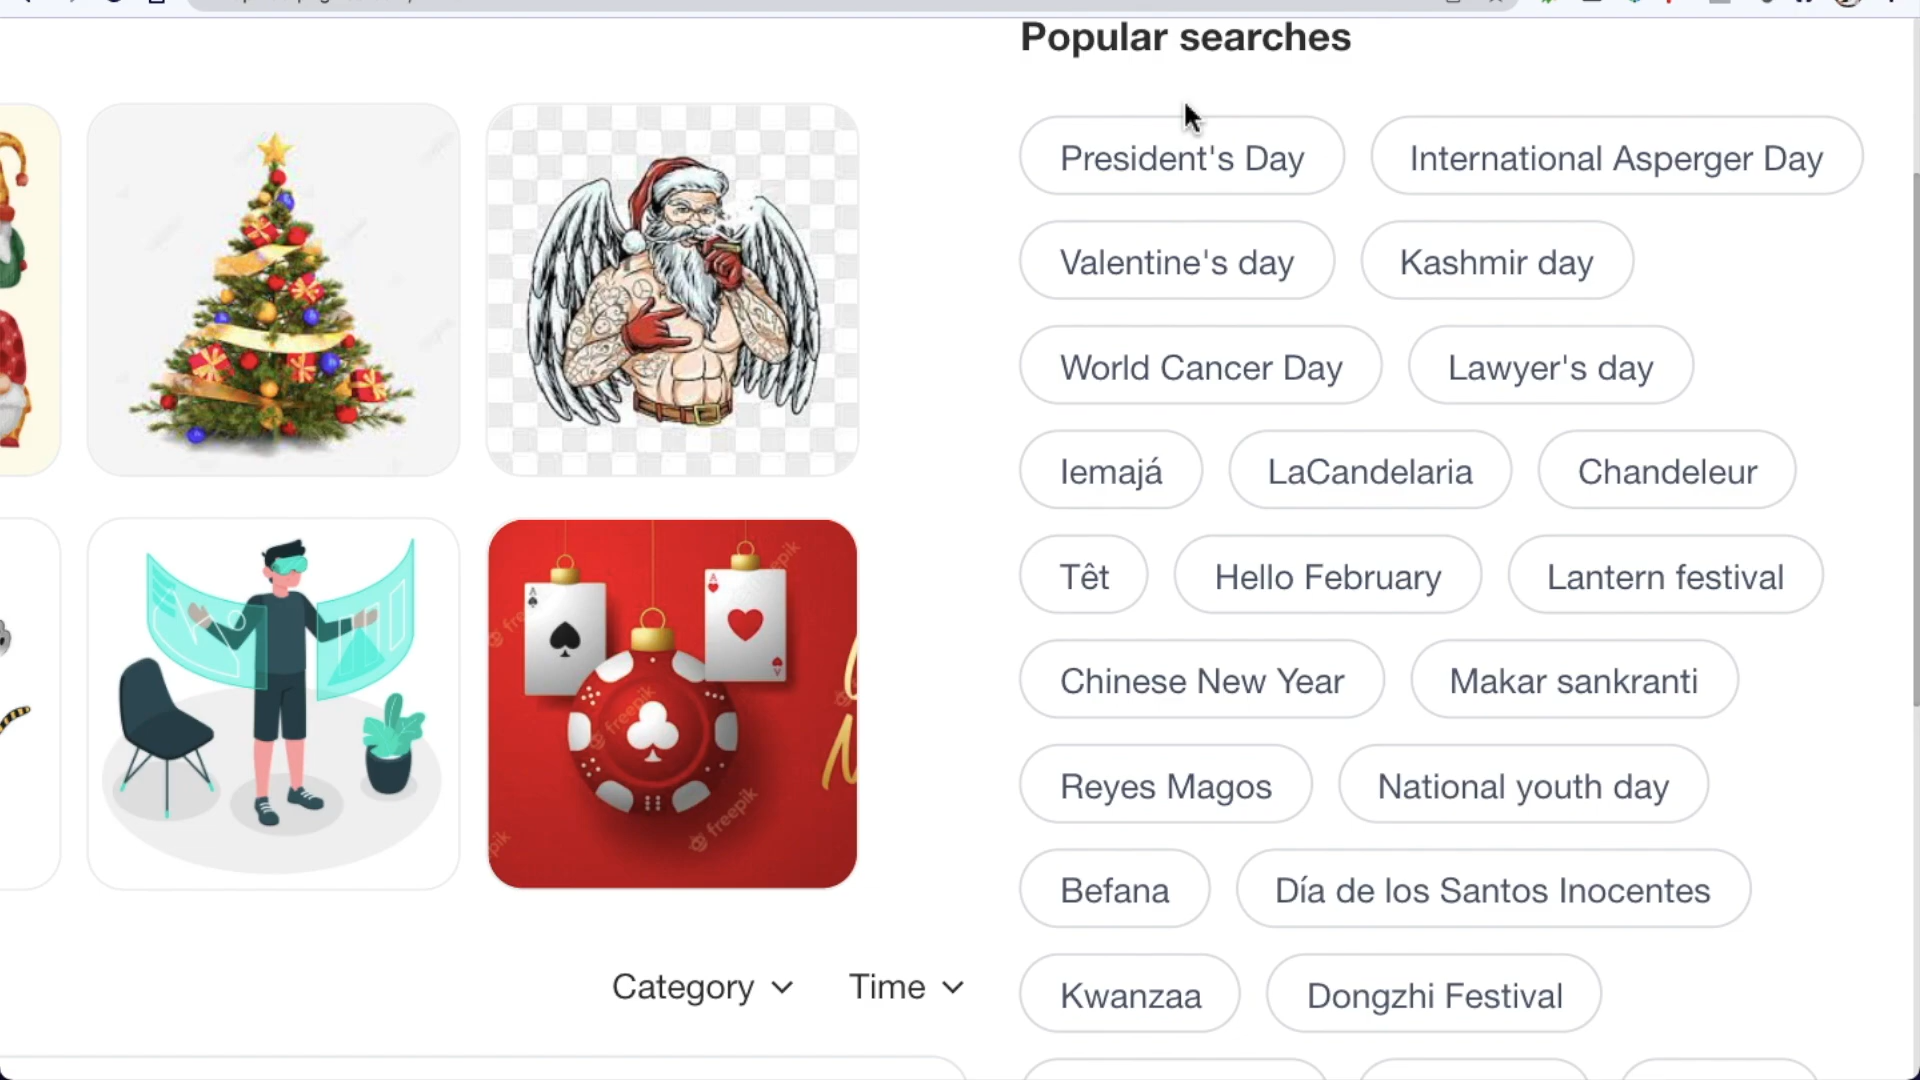 Popular searches
President's Day
International Asperger Day
Valentine's day
Kashmir day
World Cancer Day
Lawyer's day
Iemajá
LaCandelaria
Chandeleur
Têt
Hello February
Lantern festival
Chinese New Year
Makar sankranti
Reyes Magos
National youth day
Befana
Día de los Santos Inocentes
Kwanzaa
Dongzhi Festival
A
A
A
freepik
freepik
Category
Time